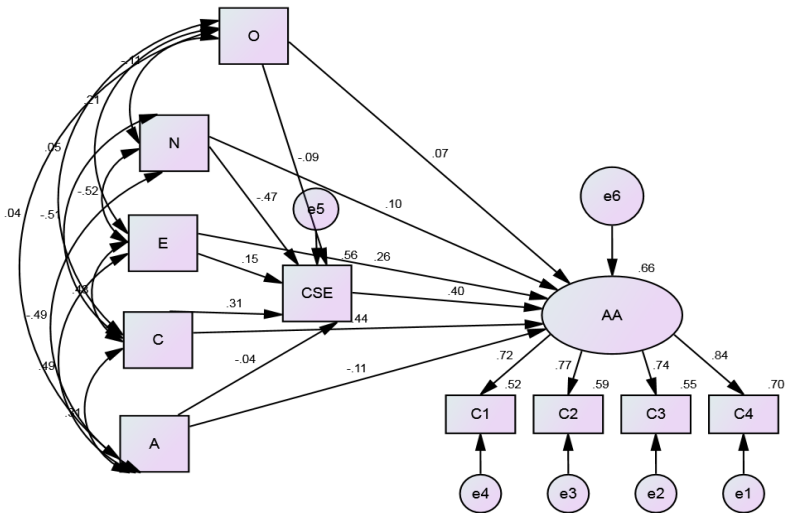 O
-.11
.21
.05
N
-.09
.07
-.52
.04
-.51
-.47
e5
.10
e6
E
.15
.56
.26
.66
CSE
.40
AA
.31
-.49
C
.44
.72
.77
.74
.84
-.04
-.11
.49
.52
.59
.55
.70
A
C1
C2
C3
C4
e4
e3
e2
e1